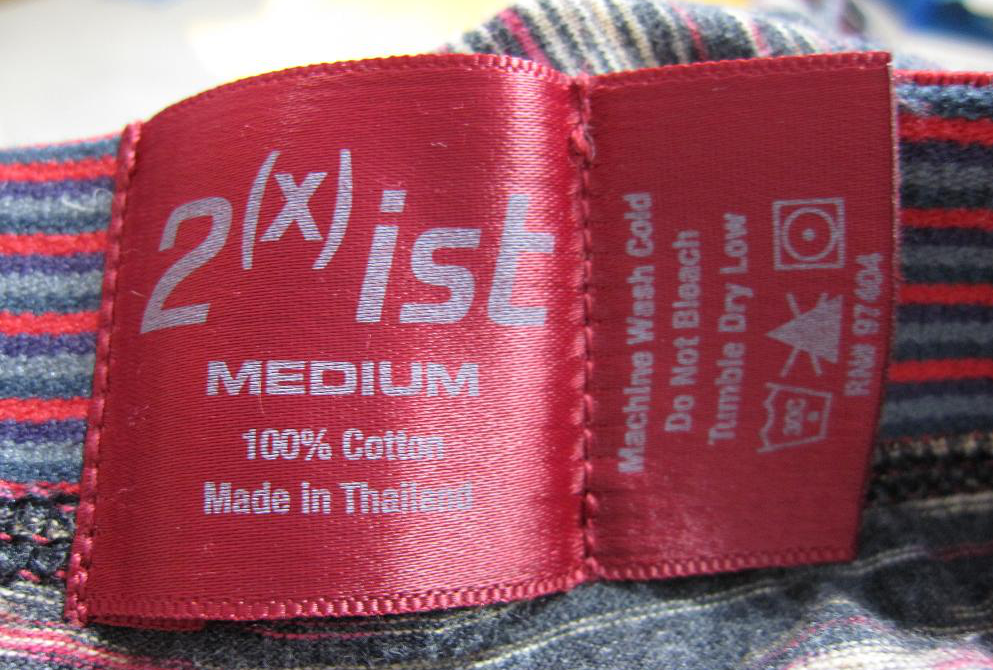 2(x)ist
MEDIUM
100% Cotton
Made in Thailand
Machine Wash Cold
Do Not Bleach
Tumble Dry Low
30C
RN# 97404